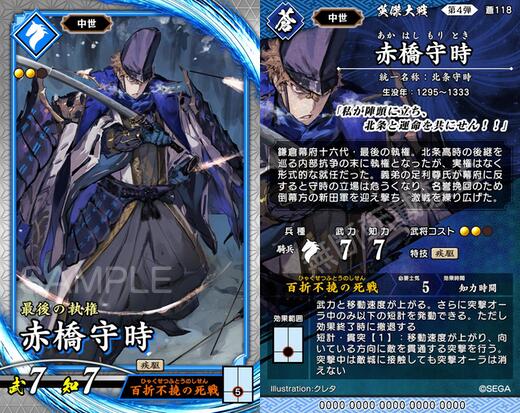 中世
SAMPLE
最後の執権
赤橋守時
疾駆
武7 知7
ひゃくせつふとうのしせん
百折不撓の死戦
5
蒼
中世
英傑大戦 第4弾 蒼118
あかはしもりとき
赤橋守時
統一名称:北条守時
生没年:1295~1333
「私が陣頭に立ち、
北条と運命を共にせん!!」
鎌倉幕府十六代・最後の執権。北条高時の後継を
巡る内部抗争の末に執権となったが、実権はなく
形式的な就任だった。義弟の足利尊氏が幕府に反
すると守時の立場は危うくなり、名誉挽回のため
倒幕方の新田軍を迎え撃ち、激戦を繰り広げた。
兵種 武力 知力 武将コスト
騎兵 7 7 特技 疾駆
ひゃくせつふとうのしせん
百折不撓の死戦 必要士気 5 効果時間 知力時間
効果範囲
武力と移動速度が上がる。さらに突撃オー
ラ中のみ以下の短計を発動できる。ただし
効果終了時に撤退する
短計・貫突【1】:移動速度が上がり、向
いている方向に敵を貫通する突撃を行う。
突撃中は敵城に接触しても突撃オーラは消
えない
Illustration:クレタ
©SEGA
0000 0000 0000 0000 0000